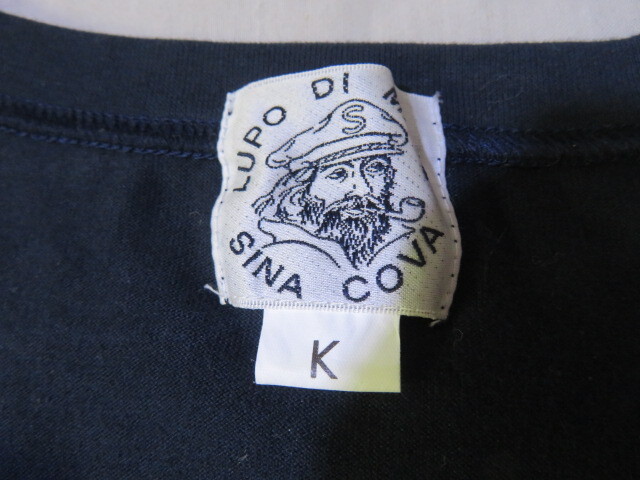 LUPO DI
S
SINA COVA
K